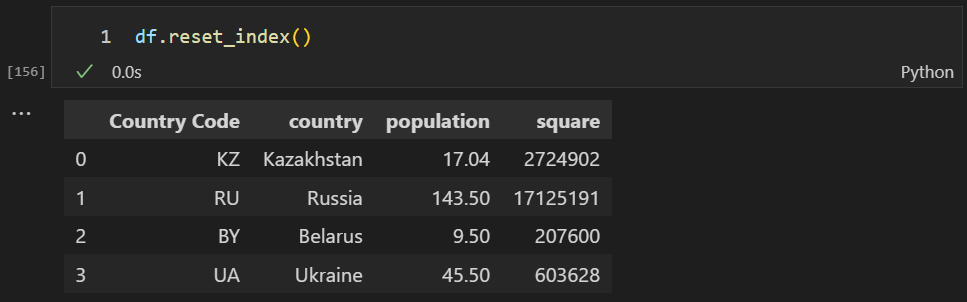 1 df.reset_index()
[156] ✓ 0.0s Python
...
Country Code country population square
0 KZ Kazakhstan 17.04 2724902
1 RU Russia 143.50 17125191
2 BY Belarus 9.50 207600
3 UA Ukraine 45.50 603628